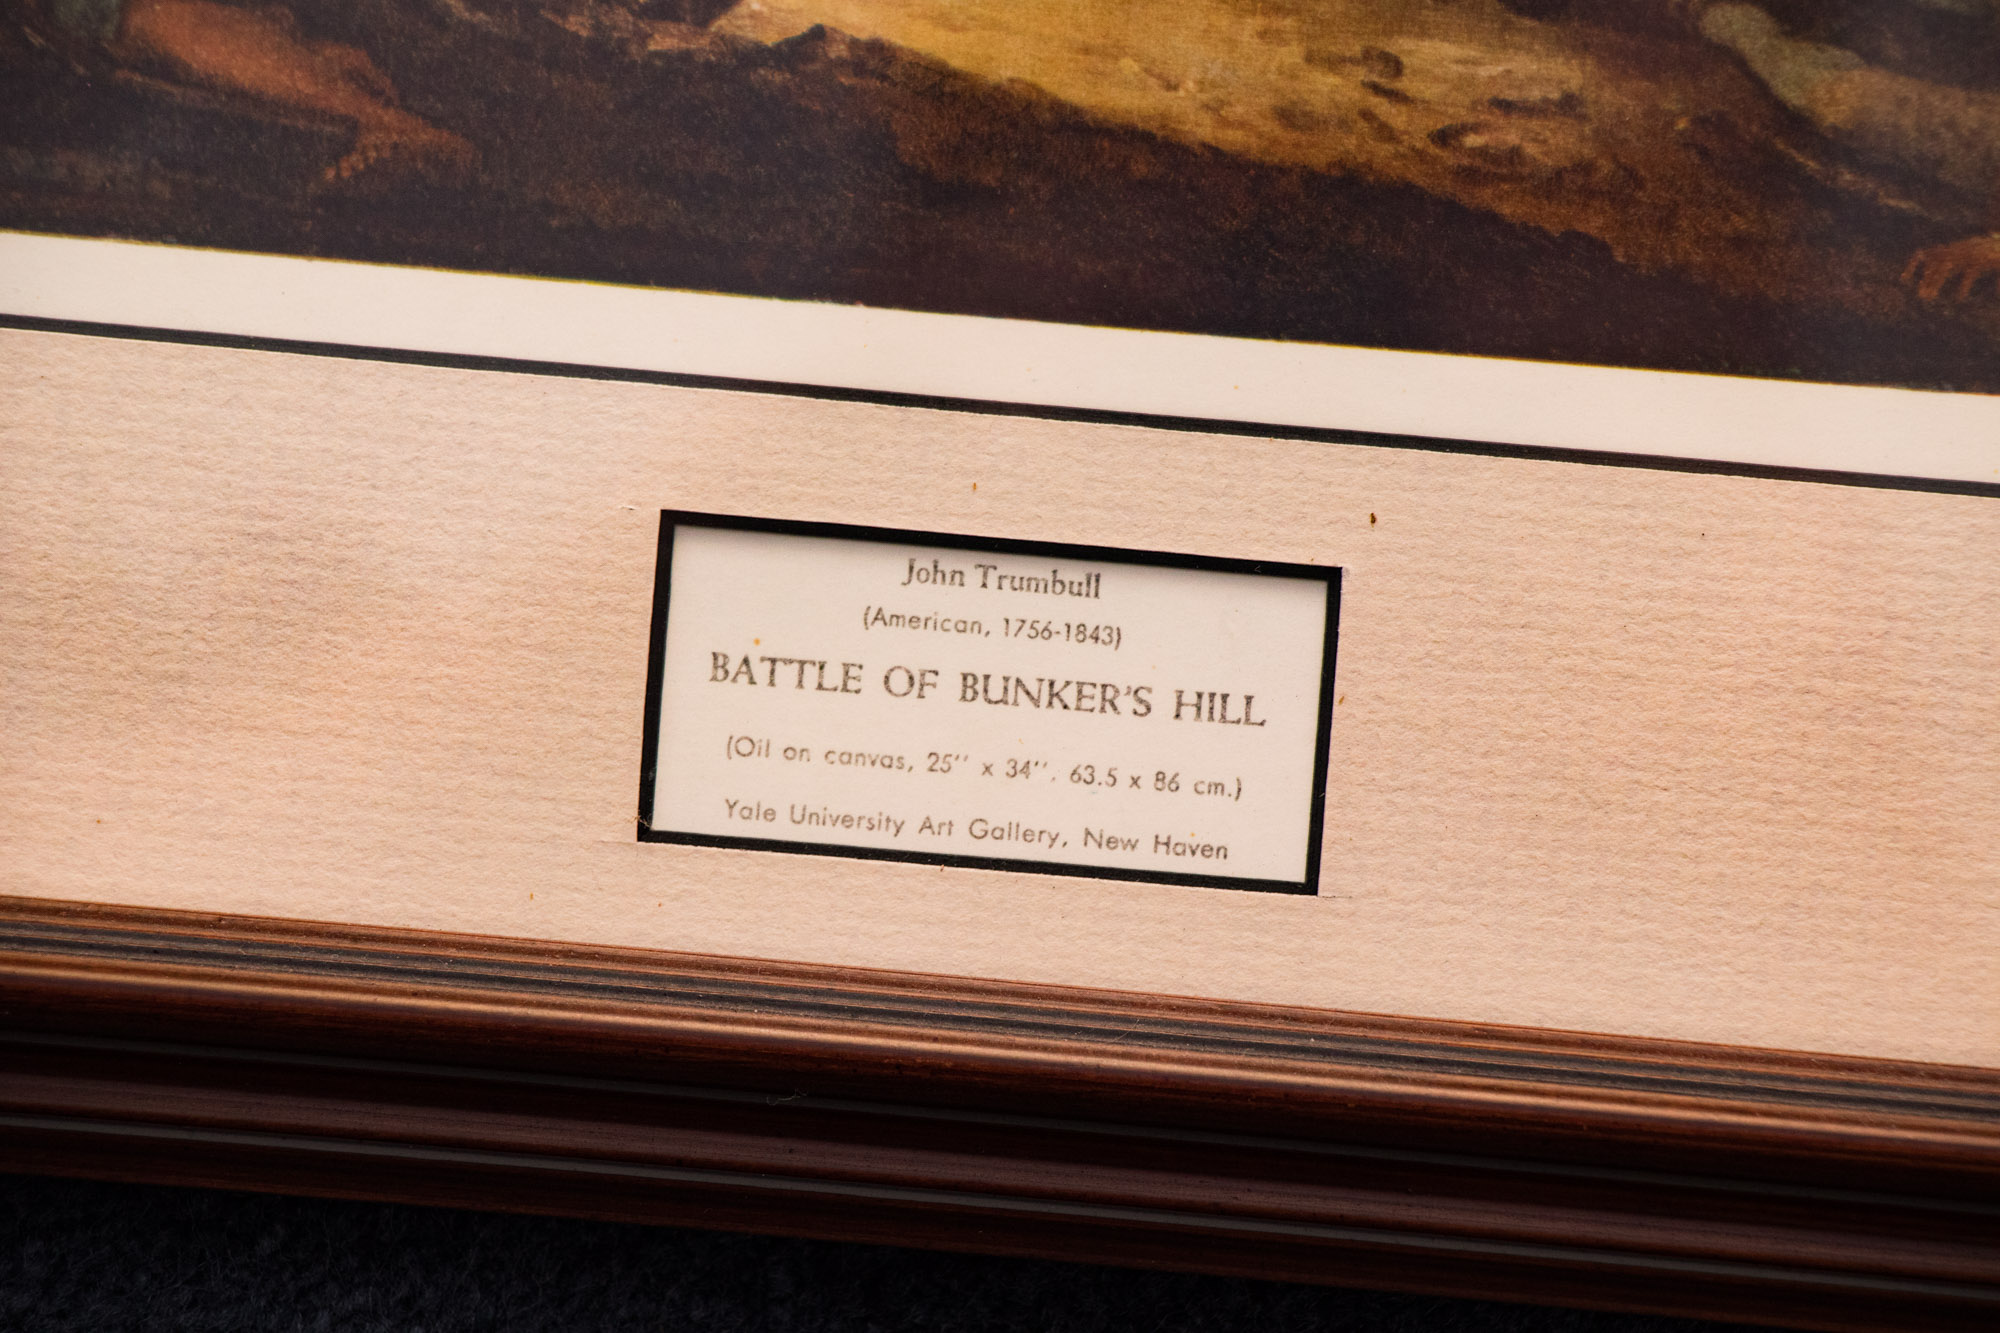 John Trumbull
(American, 1756-1843)
BATTLE OF BUNKER'S HILL
(Oil on canvas, 25'' x 34''. 63.5 x 86 cm.)
Yale University Art Gallery, New Haven